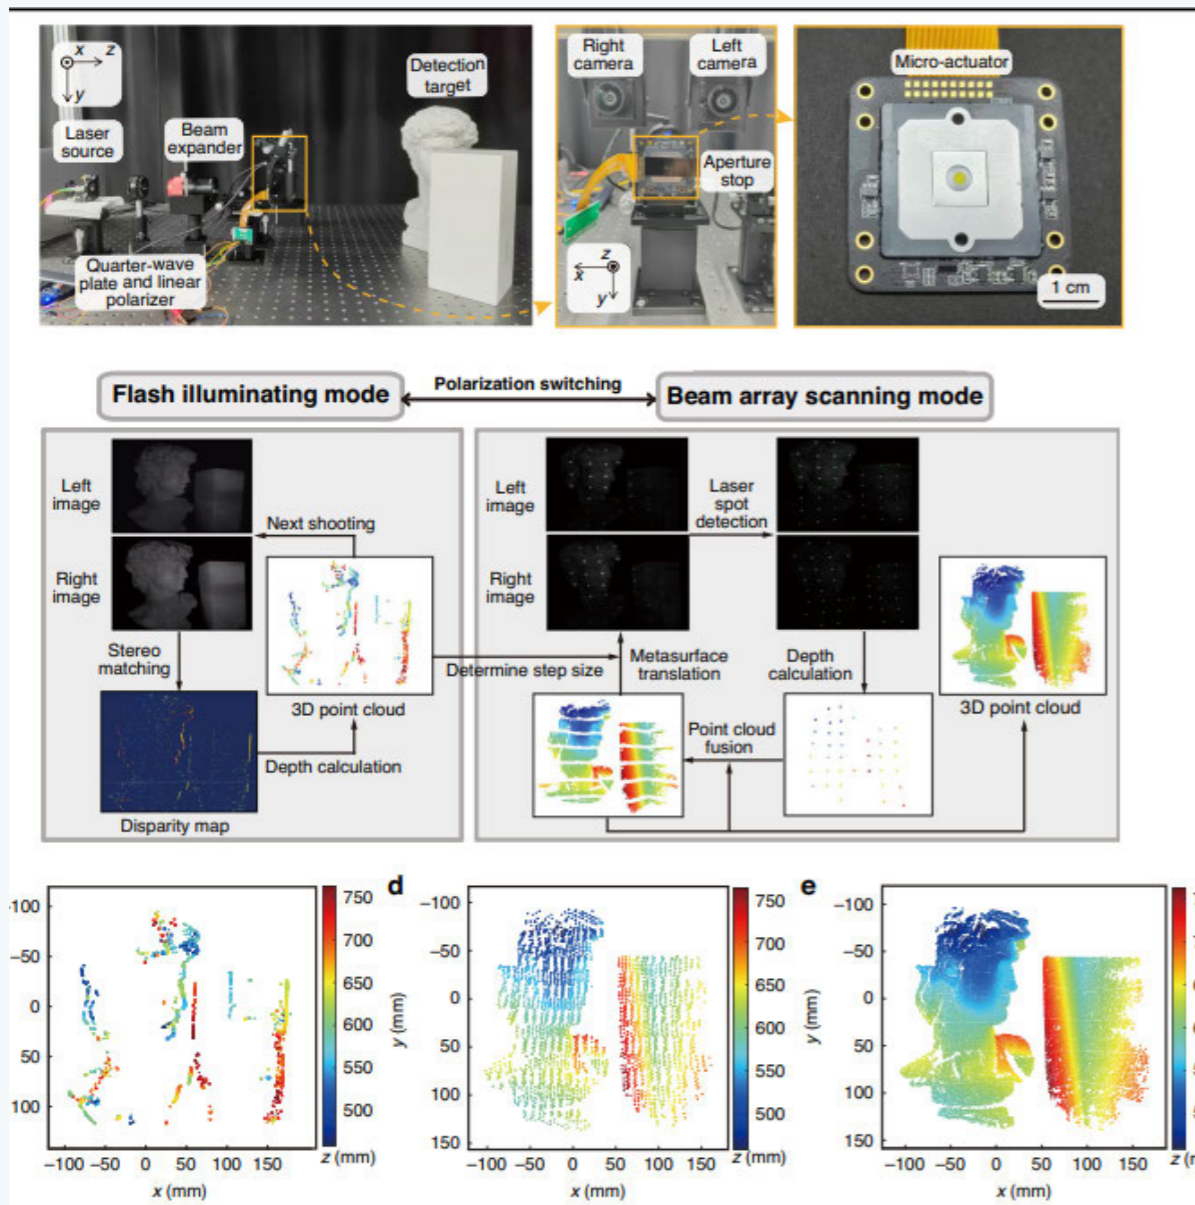 x
z
y
Laser
source
Beam
expander
Detection
target
Quarter-wave
plate and linear
polarizer
Right
camera
Left
camera
Aperture
stop
z
x
y
Micro-actuator
1 cm
Flash illuminating mode
Polarization switching
Beam array scanning mode
Left
image
Next shooting
Right
image
Stereo
matching
3D point cloud
Depth calculation
Disparity map
Determine step size
Left
image
Laser
spot
detection
Right
image
Metasurface
translation
Depth
calculation
Point cloud
fusion
3D point cloud
-100
-50
0
50
100
750
700
650
600
550
500
z (mm)
-100 -50 0 50 100 150
x (mm)
d
-100
-50
0
50
100
150
y (mm)
750
700
650
600
550
500
z (mm)
-100 -50 0 50 100 150
x (mm)
e
-100
-50
0
50
100
150
y (mm)
-100 -50 0 50 100 150
x (mm)